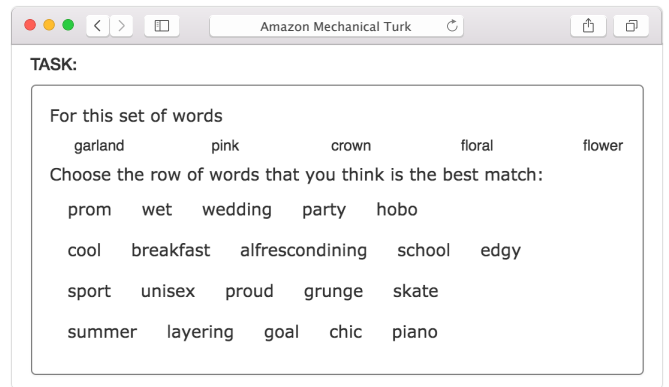 Amazon Mechanical Turk
TASK:
For this set of words
garland pink crown floral flower
Choose the row of words that you think is the best match:
prom wet wedding party hobo
cool breakfast alfrescondining school edgy
sport unisex proud grunge skate
summer layering goal chic piano